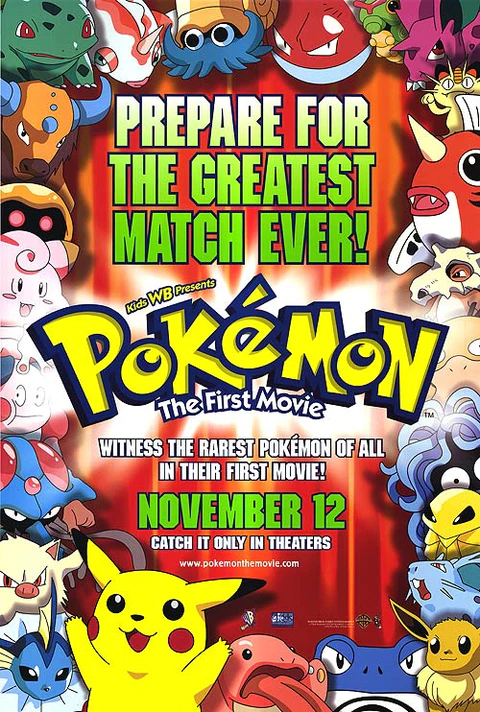 PREPARE FOR
THE GREATEST
MATCH EVER!
Kids WB Presents
POKéMON
The First Movie
TM
WITNESS THE RAREST POKéMON OF ALL
IN THEIR FIRST MOVIE!
NOVEMBER 12
CATCH IT ONLY IN THEATERS
www.pokemonthemovie.com